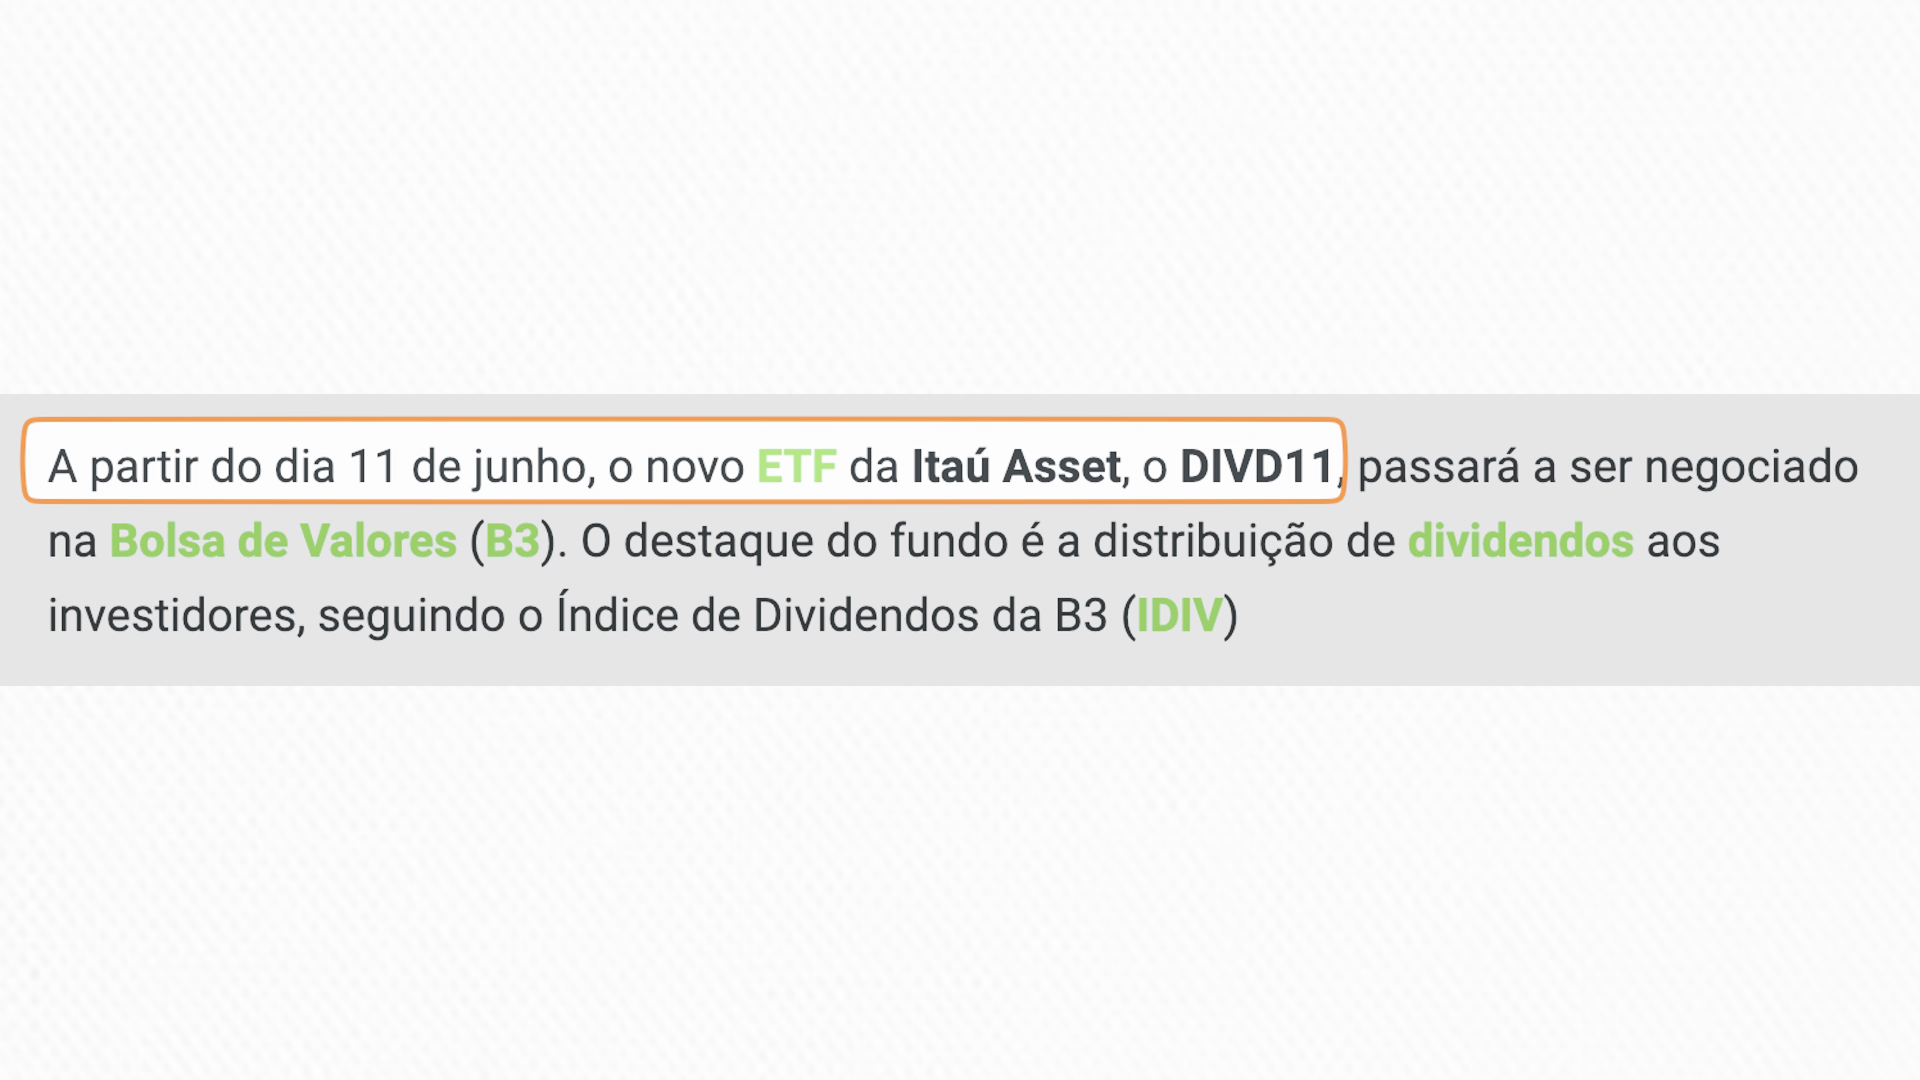 A partir do dia 11 de junho, o novo ETF da Itaú Asset, o DIVD11, passará a ser negociado
na Bolsa de Valores (B3). O destaque do fundo é a distribuição de dividendos aos
investidores, seguindo o Índice de Dividendos da B3 (IDIV)